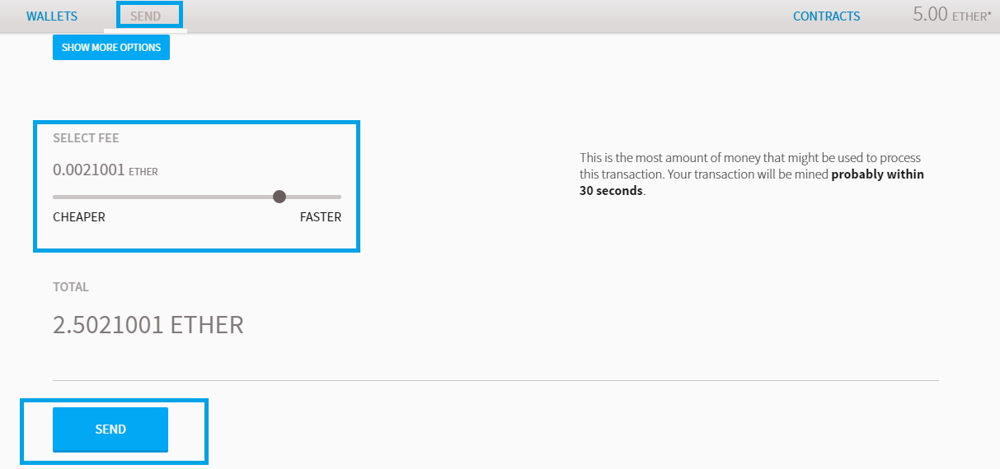 WALLETS SEND CONTRACTS 5.00 ETHER*
SHOW MORE OPTIONS
SELECT FEE
0.0021001 ETHER
CHEAPER FASTER
This is the most amount of money that might be used to process
this transaction. Your transaction will be mined probably within
30 seconds.
TOTAL
2.5021001 ETHER
SEND